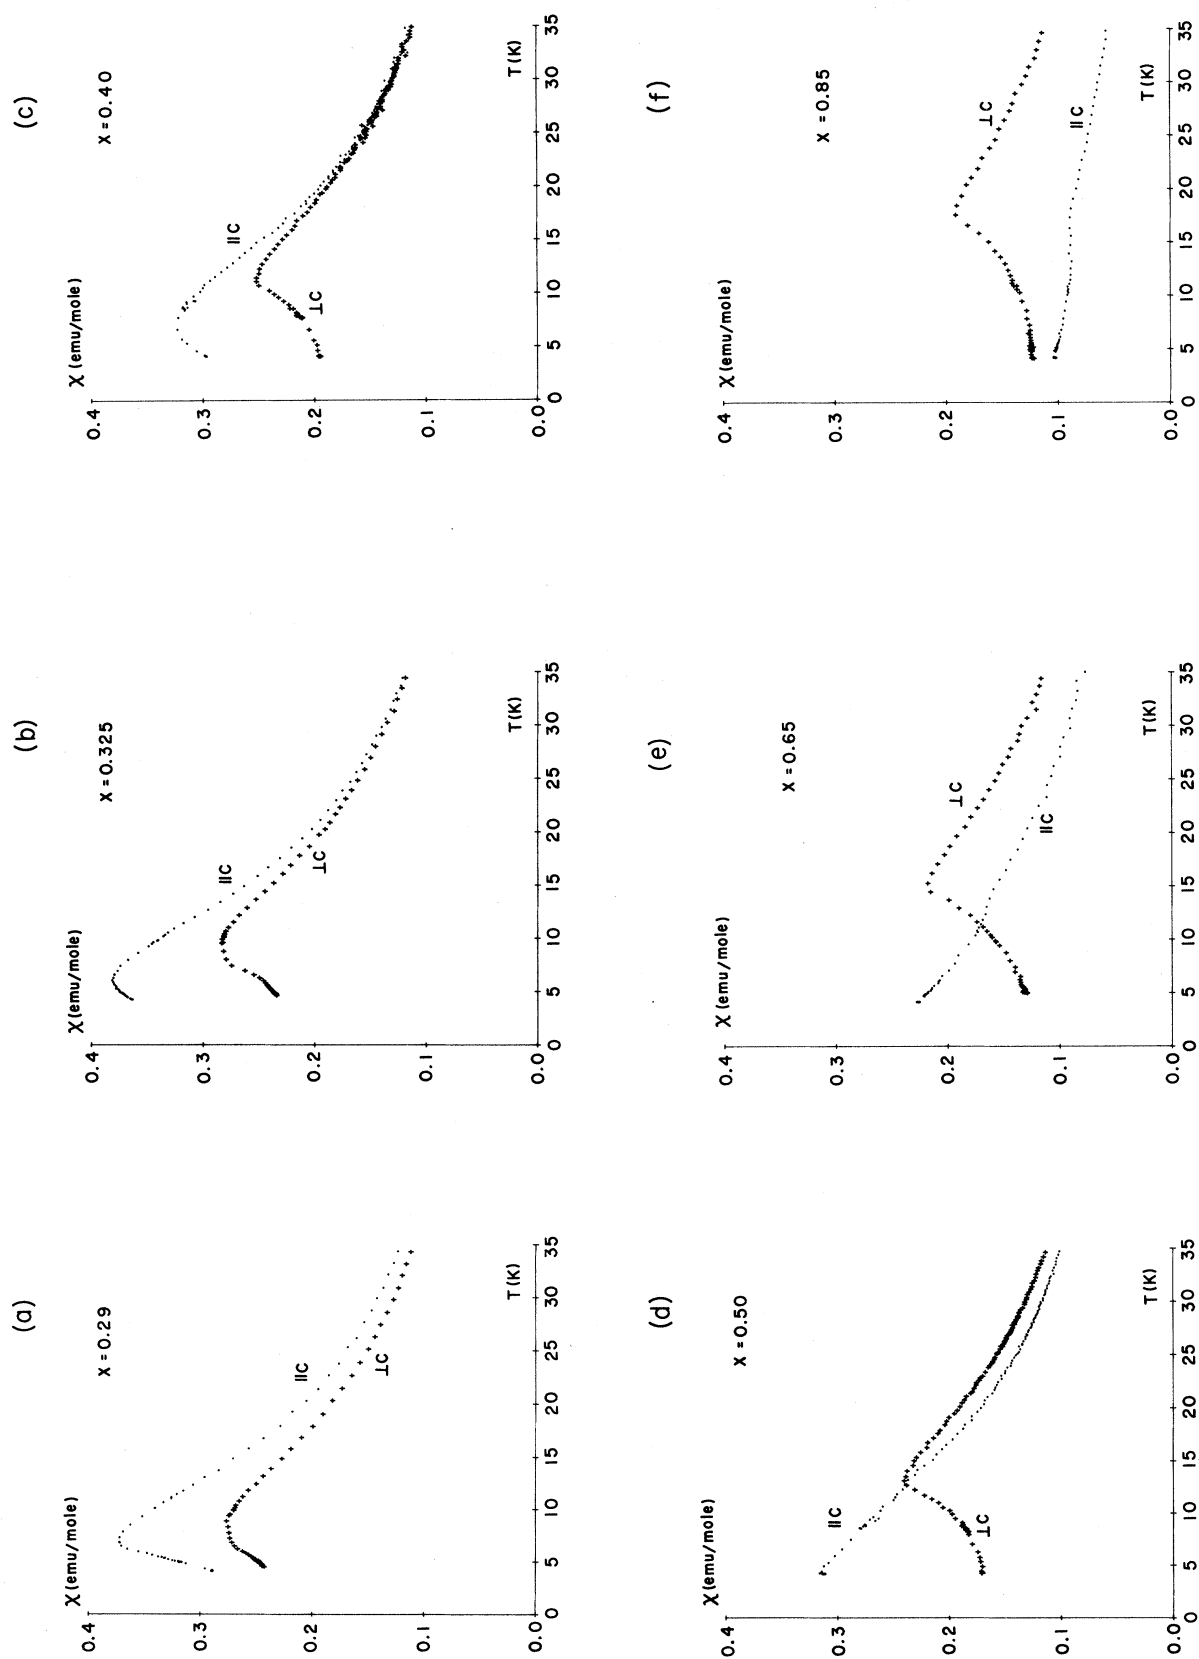 (a)
X = 0.29
χ (emu/mole)
0.4
0.3
0.2
0.1
0.0
∥C
⊥C
0 5 10 15 20 25 30 35
T(K)
(b)
X = 0.325
χ (emu/mole)
0.4
0.3
0.2
0.1
0.0
∥C
⊥C
0 5 10 15 20 25 30 35
T(K)
(c)
X = 0.40
χ (emu/mole)
0.4
0.3
0.2
0.1
0.0
∥C
⊥C
0 5 10 15 20 25 30 35
T(K)
(d)
X = 0.50
χ (emu/mole)
0.4
0.3
0.2
0.1
0.0
∥C
⊥C
0 5 10 15 20 25 30 35
T(K)
(e)
X = 0.65
χ (emu/mole)
0.4
0.3
0.2
0.1
0.0
⊥C
∥C
0 5 10 15 20 25 30 35
T(K)
(f)
X = 0.85
χ (emu/mole)
0.4
0.3
0.2
0.1
0.0
⊥C
∥C
0 5 10 15 20 25 30 35
T(K)